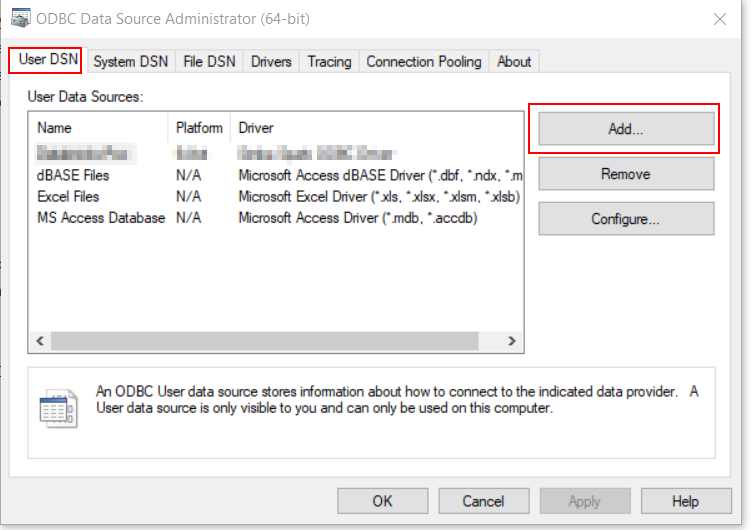 ODBC Data Source Administrator (64-bit)
User DSN System DSN File DSN Drivers Tracing Connection Pooling About
User Data Sources:
Name Platform Driver
Add...
dBASE Files N/A Microsoft Access dBASE Driver (*.dbf, *.ndx, *.m
Remove
Excel Files N/A Microsoft Excel Driver (*.xls, *.xlsx, *.xlsm, *.xlsb)
MS Access Database N/A Microsoft Access Driver (*.mdb, *.accdb)
Configure...
An ODBC User data source stores information about how to connect to the indicated data provider. A
User data source is only visible to you and can only be used on this computer.
OK Cancel Apply Help